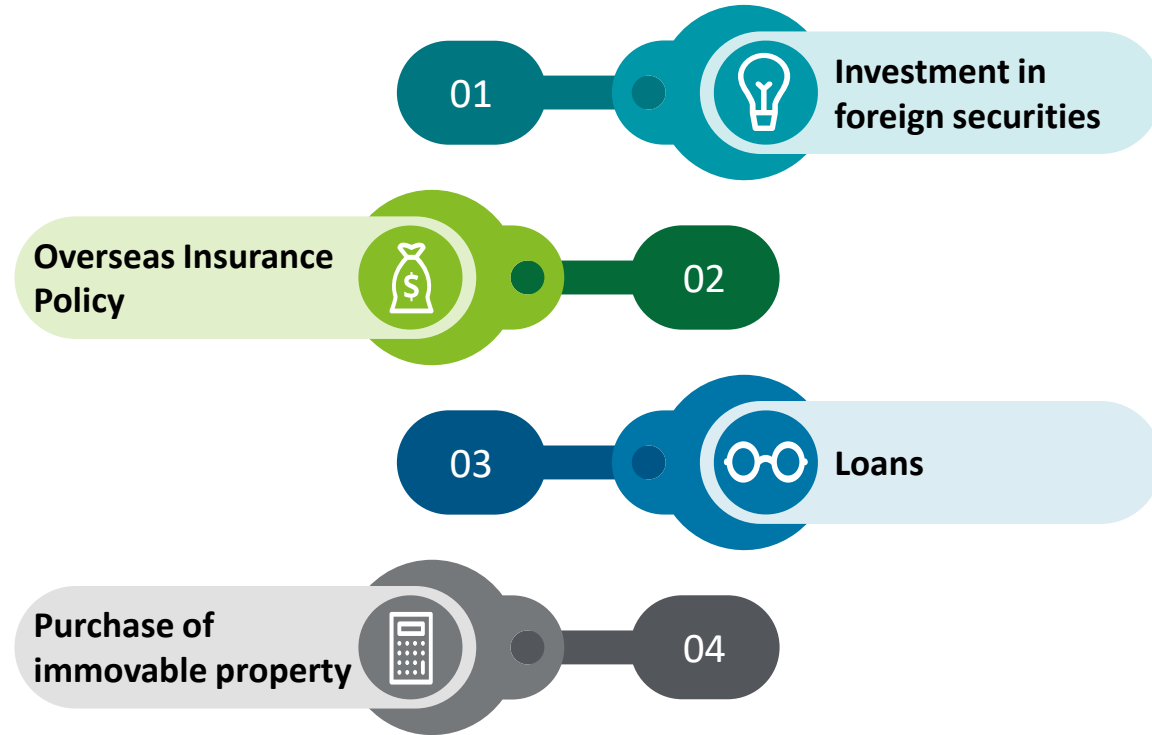 01
Investment in
foreign securities
Overseas Insurance
Policy
$
02
03
Loans
Purchase of
immovable property
04